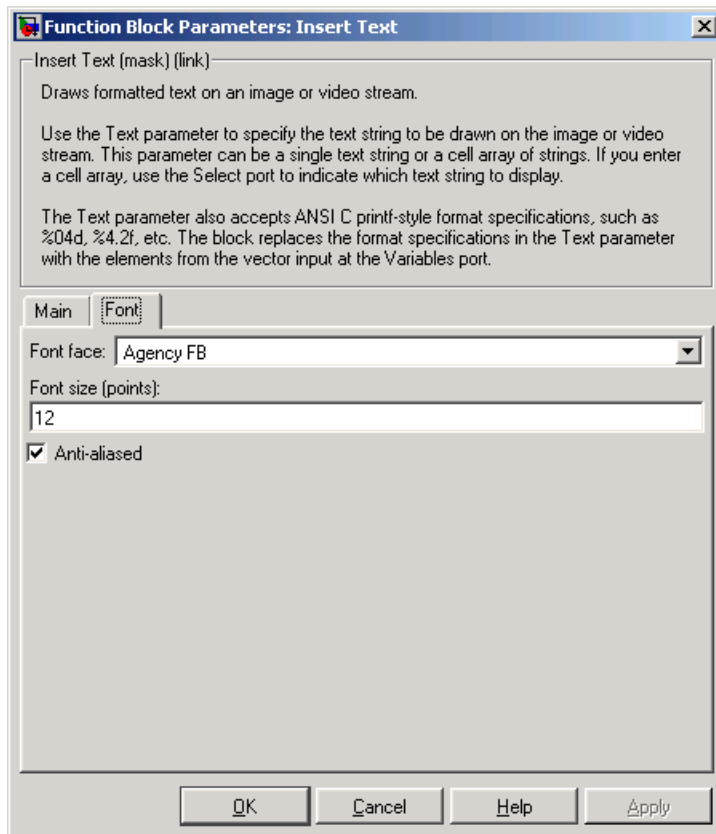 Function Block Parameters: Insert Text
Insert Text (mask) (link)
Draws formatted text on an image or video stream.
Use the Text parameter to specify the text string to be drawn on the image or video
stream. This parameter can be a single text string or a cell array of strings. If you enter
a cell array, use the Select port to indicate which text string to display.
The Text parameter also accepts ANSI C printf-style format specifications, such as
%04d, %4.2f, etc. The block replaces the format specifications in the Text parameter
with the elements from the vector input at the Variables port.
Main Font
Font face: Agency FB
Font size (points):
12
Anti-aliased
OK Cancel Help Apply